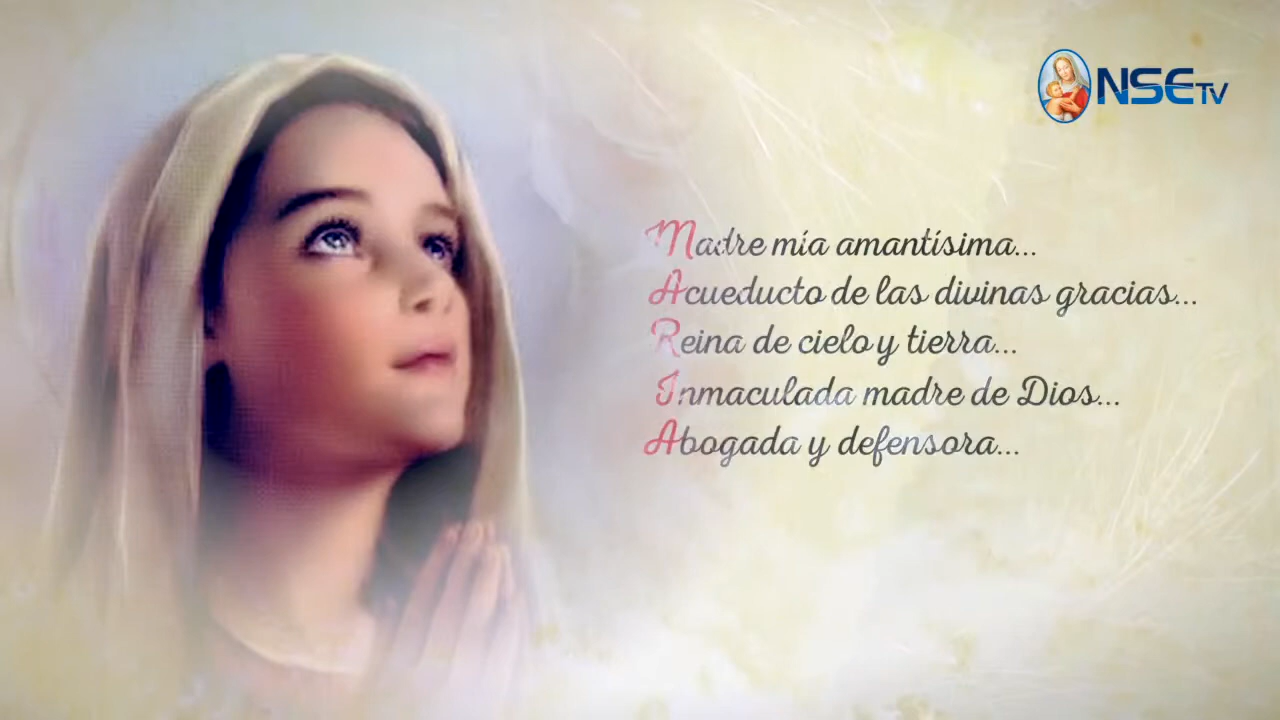 NSETV
Madre mía amantísima...
Acueducto de las divinas gracias...
Reina de cielo y tierra...
Inmaculada madre de Dios...
Abogada y defensora...